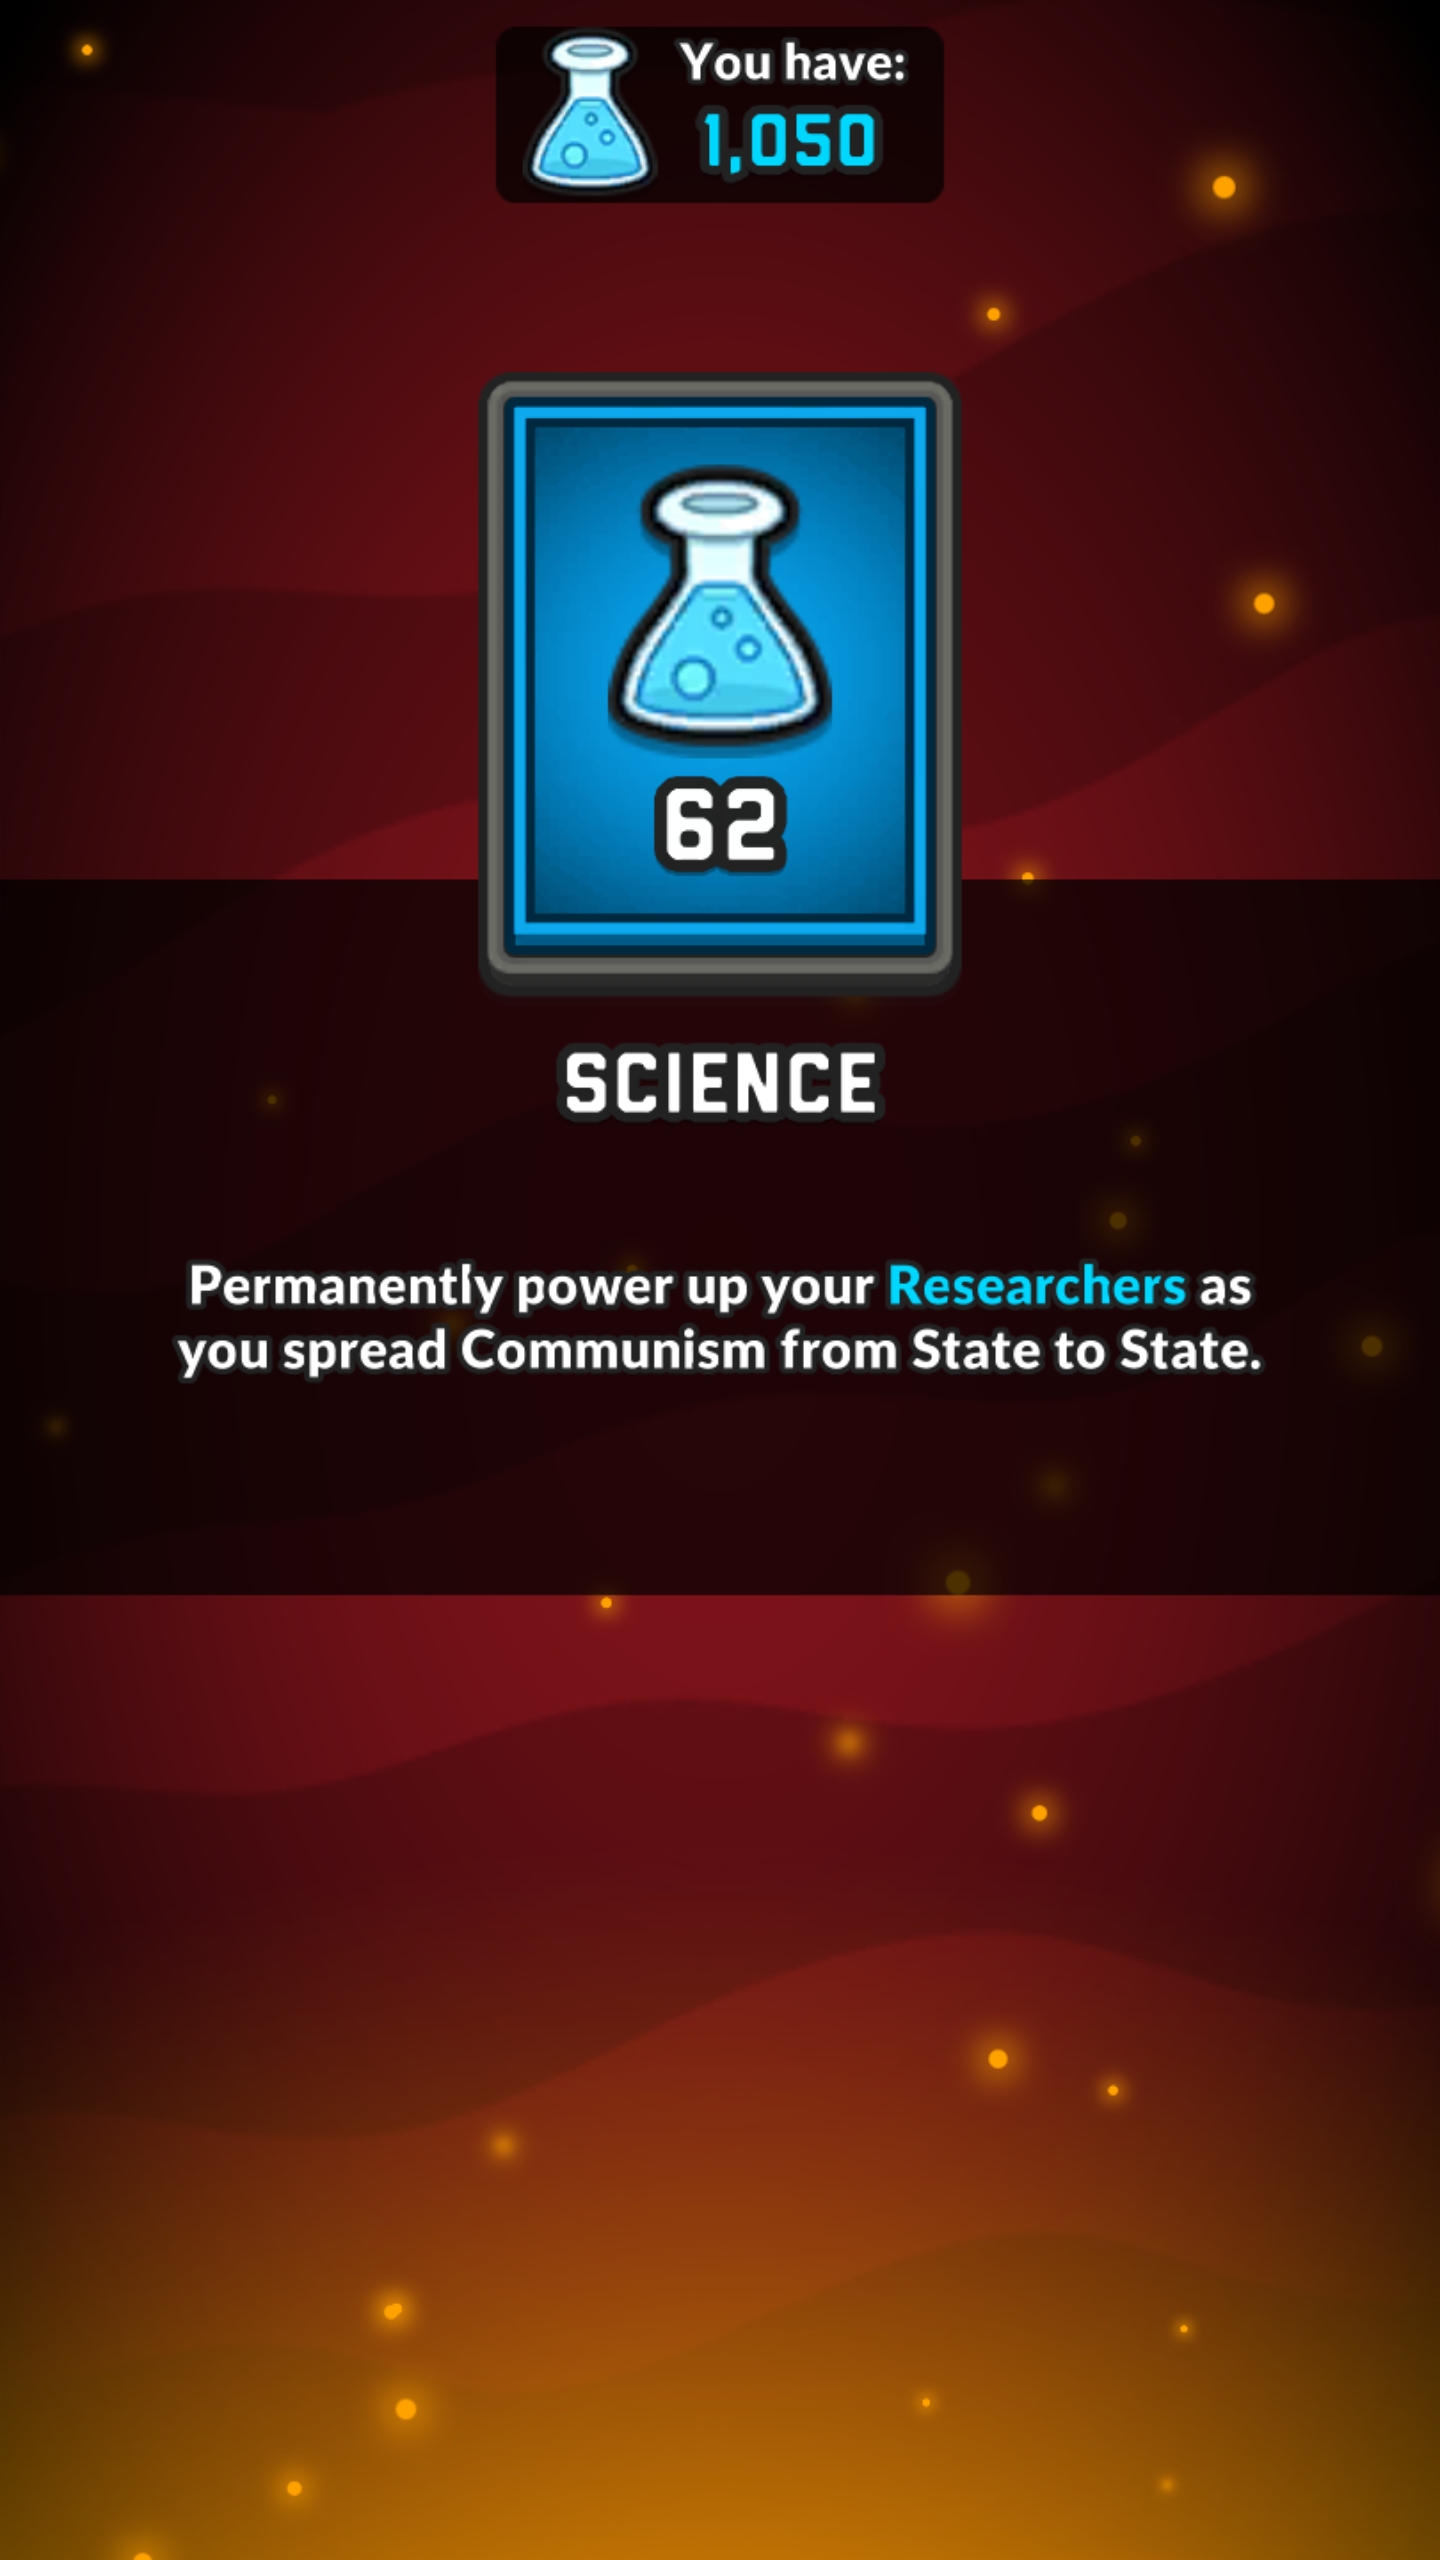 You have:
1,050
62
SCIENCE
Permanently power up your Researchers as
you spread Communism from State to State.